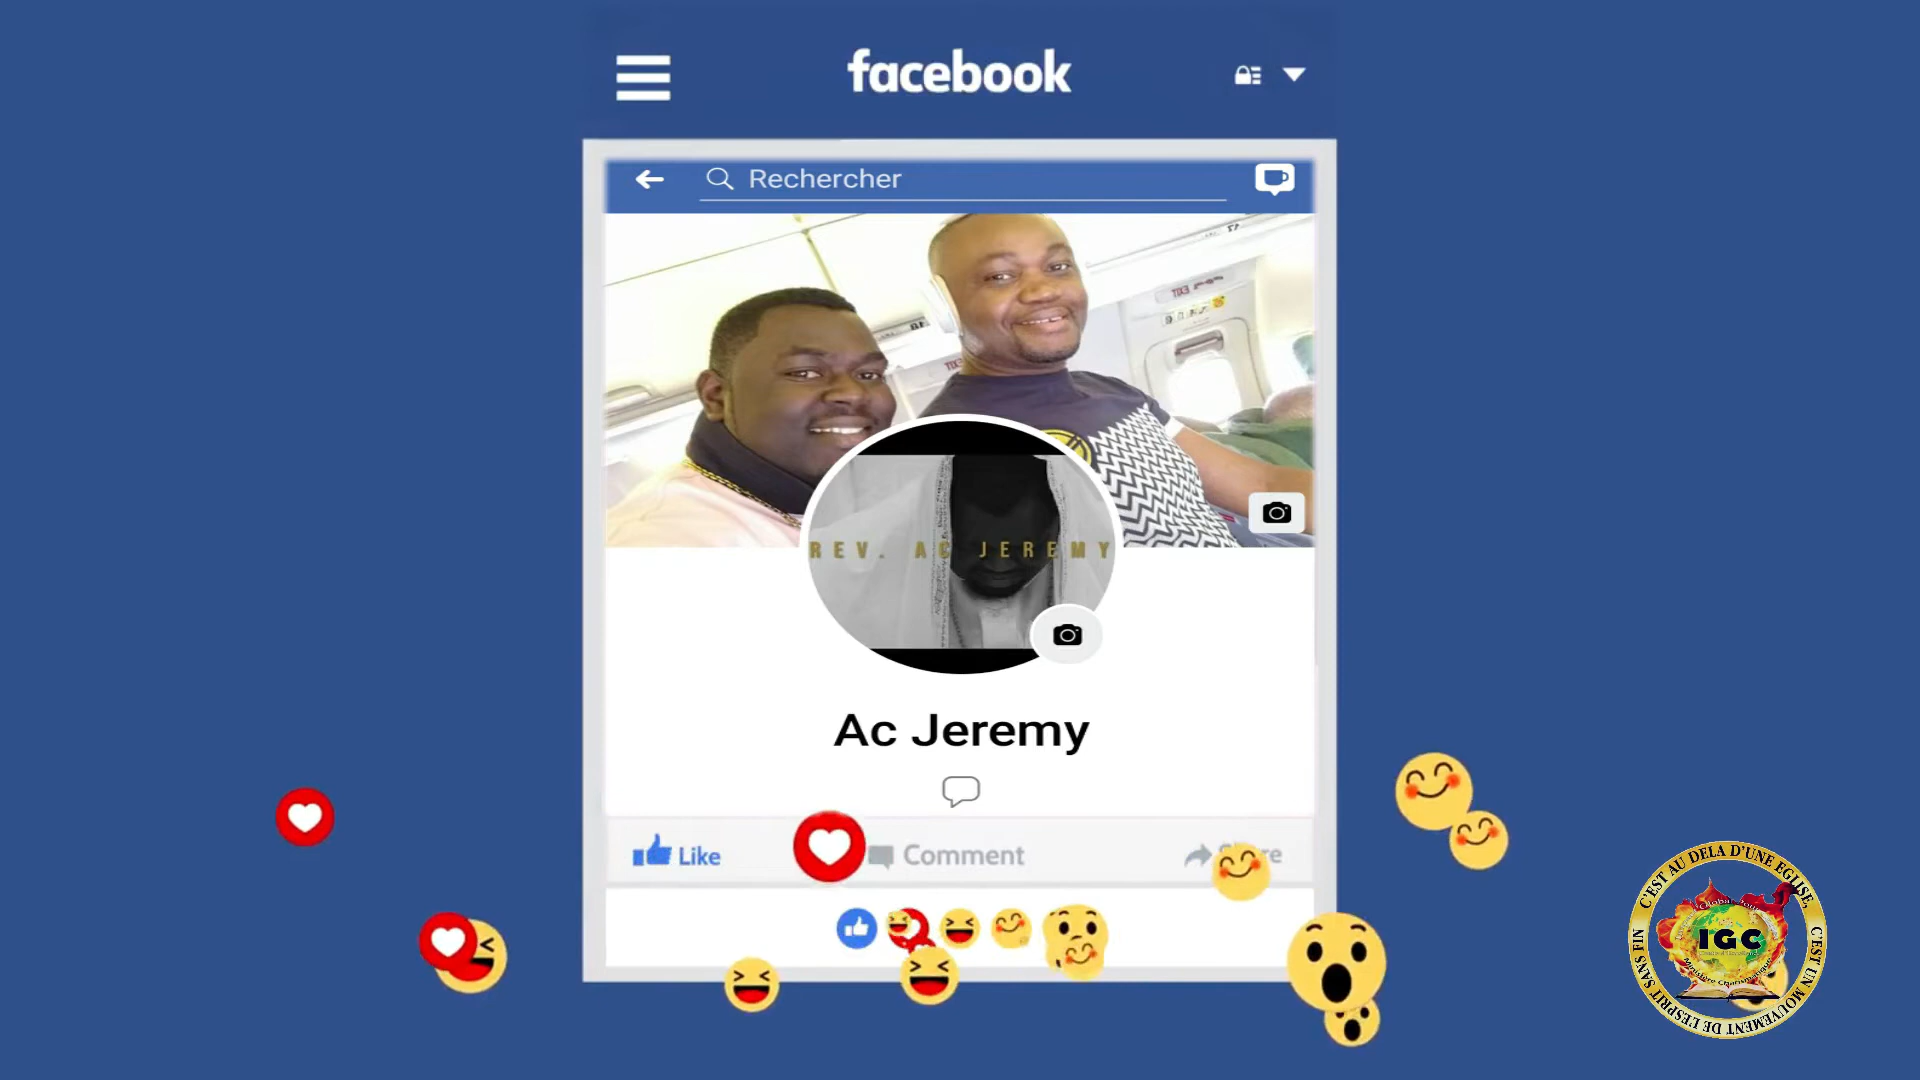 facebook
Rechercher
EXIT
REV. AC JEREMY
Ac Jeremy
Like
Comment
C'EST AU DELA D'UNE EGLISE,
C'EST UN MOUVEMENT DE L'ESPRIT SANS FIN
IGC